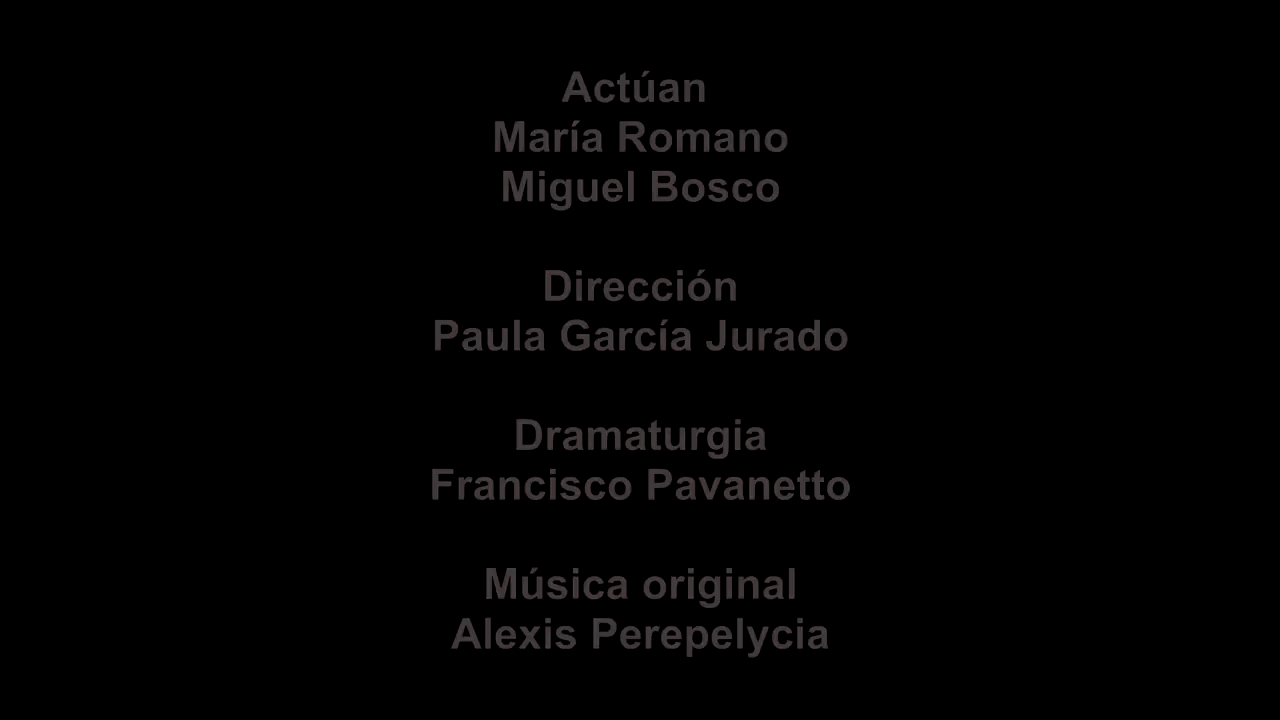 Actúan
María Romano
Miguel Bosco
Dirección
Paula García Jurado
Dramaturgia
Francisco Pavanetto
Música original
Alexis Perepelycia